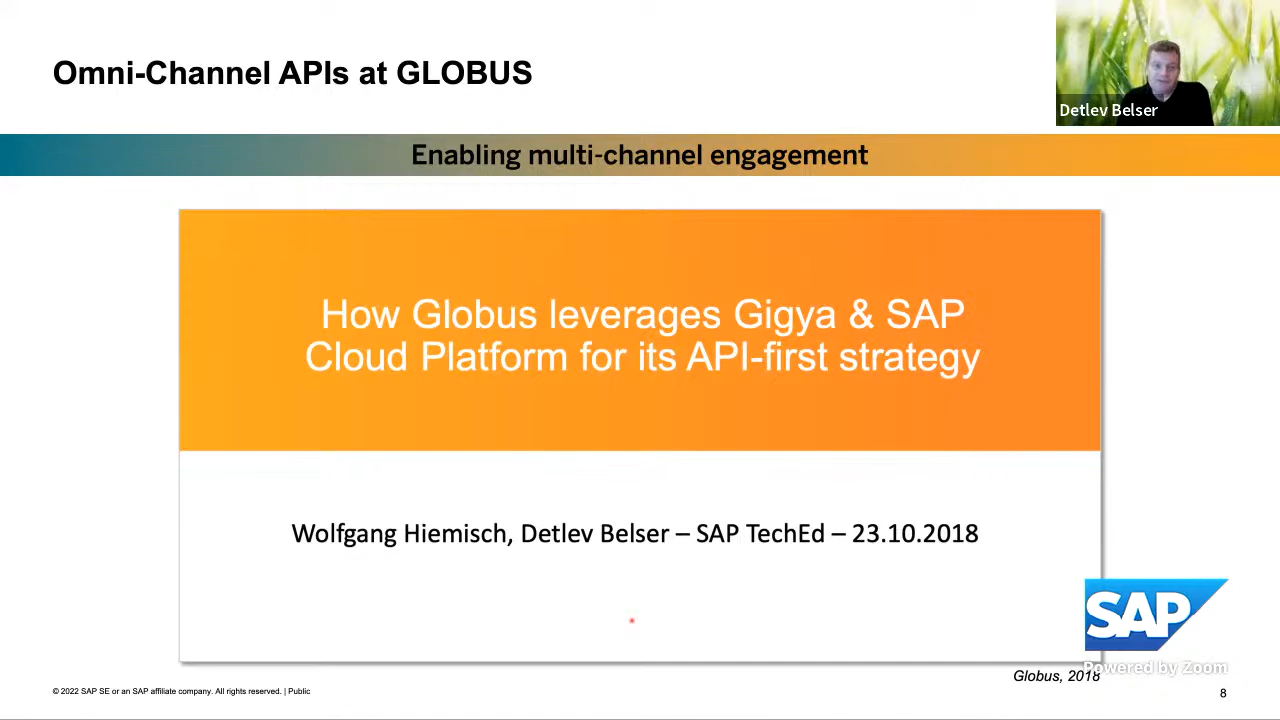 Omni-Channel APIs at GLOBUS
Detlev Belser
Enabling multi-channel engagement
How Globus leverages Gigya & SAP
Cloud Platform for its API-first strategy
Wolfgang Hiemisch, Detlev Belser – SAP TechEd – 23.10.2018
SAP
Powered by Zoom
Globus, 2018
© 2022 SAP SE or an SAP affiliate company. All rights reserved. | Public
8